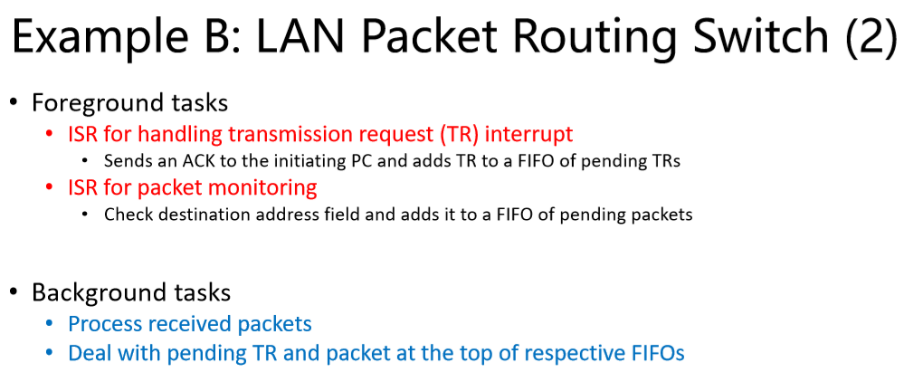 Example B: LAN Packet Routing Switch (2)
• Foreground tasks
• ISR for handling transmission request (TR) interrupt
• Sends an ACK to the initiating PC and adds TR to a FIFO of pending TRs
• ISR for packet monitoring
• Check destination address field and adds it to a FIFO of pending packets
• Background tasks
• Process received packets
• Deal with pending TR and packet at the top of respective FIFOs